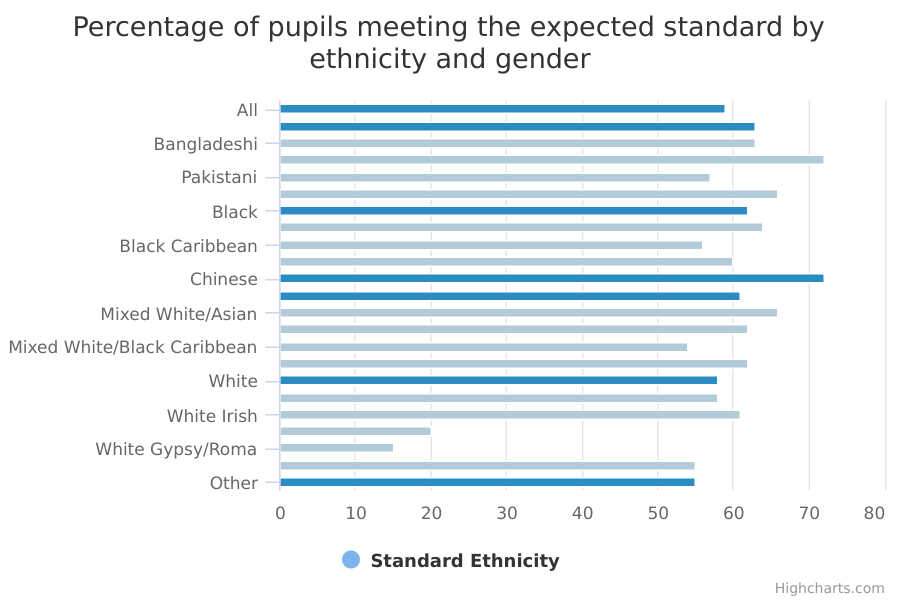 Percentage of pupils meeting the expected standard by
ethnicity and gender
All
Bangladeshi
Pakistani
Black
Black Caribbean
Chinese
Mixed White/Asian
Mixed White/Black Caribbean
White
White Irish
White Gypsy/Roma
Other
0 10 20 30 40 50 60 70 80
Standard Ethnicity
Highcharts.com